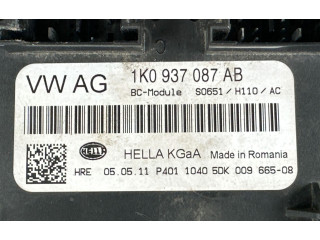 VW AG 1K0 937 087 AB
BC-Module S0651 / H110 / AC
HELLA HELLA KGaA Made in Romania
HRE 05.05.11 P401 1040 5DK 009 665-08